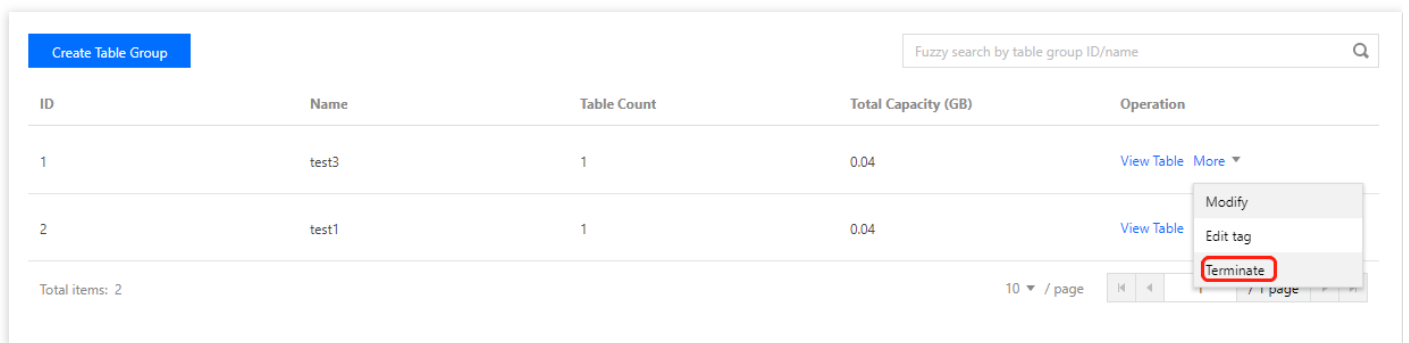 Create Table Group
Fuzzy search by table group ID/name
ID Name Table Count Total Capacity (GB) Operation
1 test3 1 0.04 View Table More
Modify
2 test1 1 0.04 View Table
Edit tag
Terminate
Total items: 2 10 / page 1 / 1 page